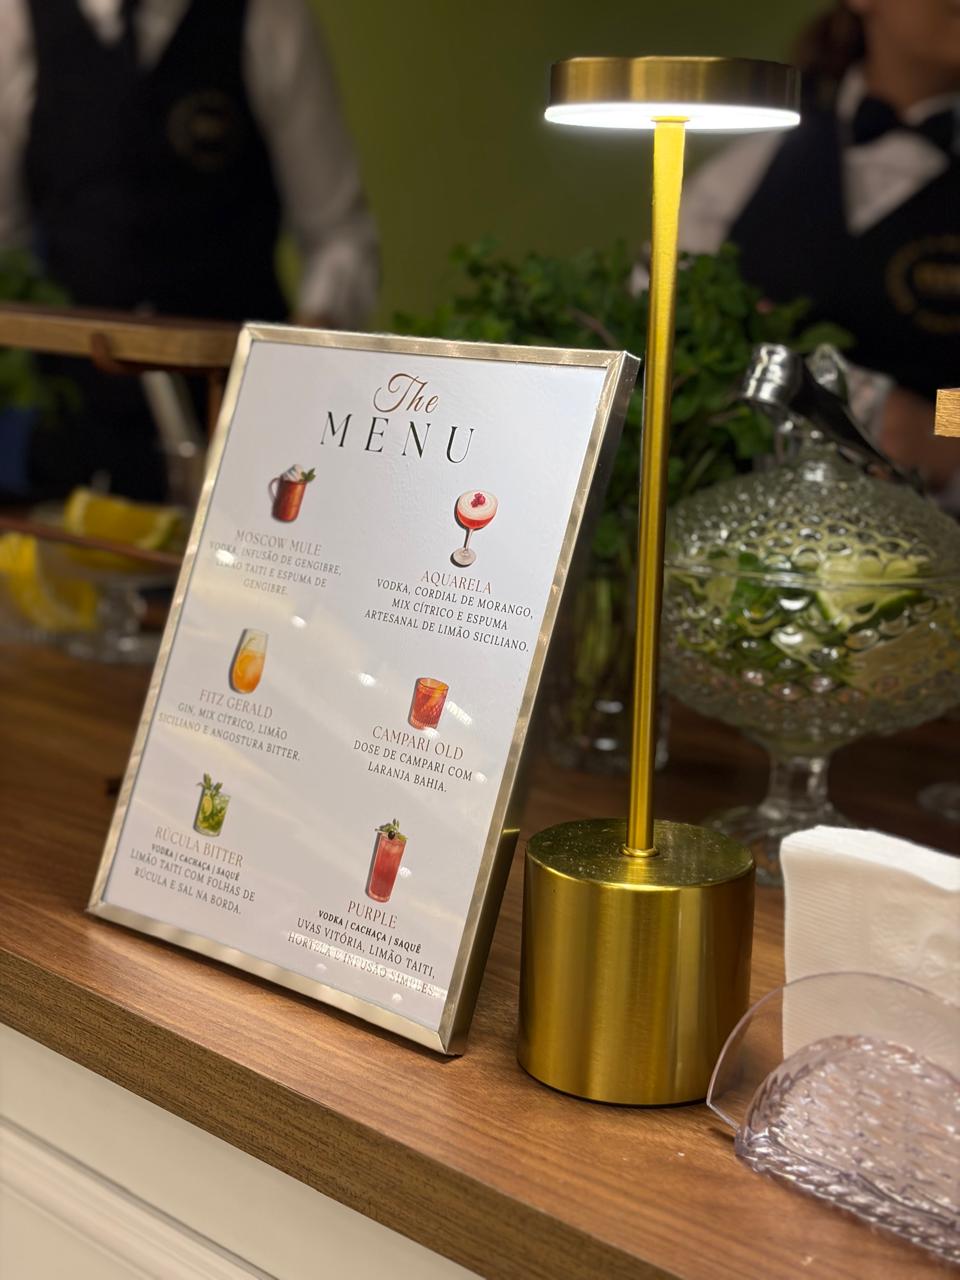 The
MENU
MOSCOW MULE
VODKA, INFUSÃO DE GENGIBRE,
LIMÃO TAITI E ESPUMA DE
GENGIBRE.
AQUARELA
VODKA, CORDIAL DE MORANGO,
MIX CÍTRICO E ESPUMA
ARTESANAL DE LIMÃO SICILIANO.
FITZ GERALD
GIN, MIX CÍTRICO, LIMÃO
SICILIANO E ANGOSTURA BITTER.
CAMPARI OLD
DOSE DE CAMPARI COM
LARANJA BAHIA.
RÚCULA BITTER
VODKA | CACHAÇA | SAQUÊ
LIMÃO TAITI COM FOLHAS DE
RÚCULA E SAL NA BORDA.
PURPLE
VODKA | CACHAÇA | SAQUÊ
UVAS VITÓRIA, LIMÃO TAITI,
HORTELÃ E INFUSÃO SIMPLES.